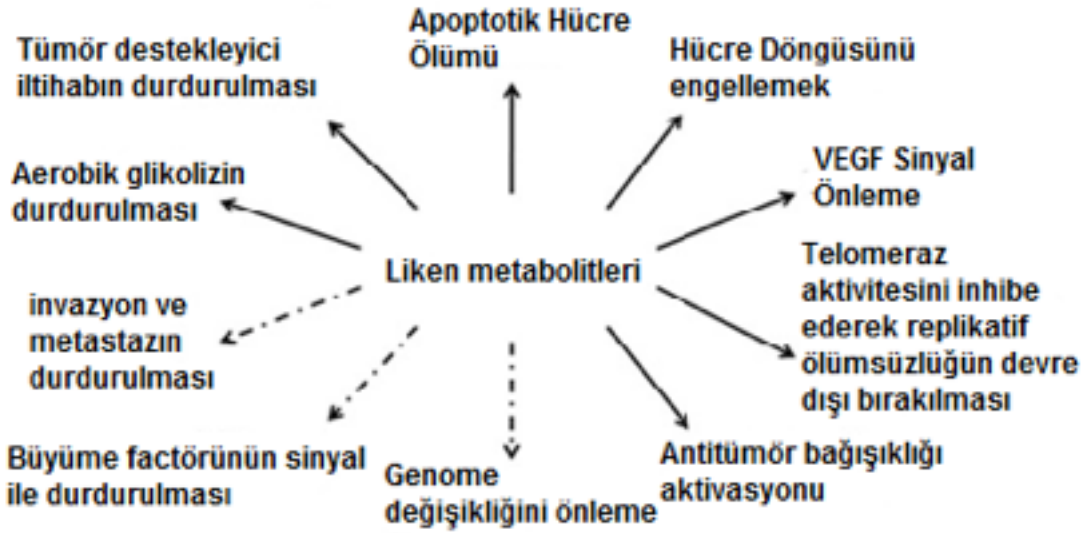 Apoptotik Hücre
Ölümü
Tümör destekleyici
iltihabın durdurulması
Hücre Döngüsünü
engellemek
Aerobik glikolizin
durdurulması
VEGF Sinyal
Önleme
Liken metabolitleri
Telomeraz
aktivitesini inhibe
ederek replikatif
ölümsüzlüğün devre
dışı bırakılması
invazyon ve
metastazın
durdurulması
Büyüme factörünün sinyal
ile durdurulması
Genome
değişikliğini önleme
Antitümör bağışıklığı
aktivasyonu